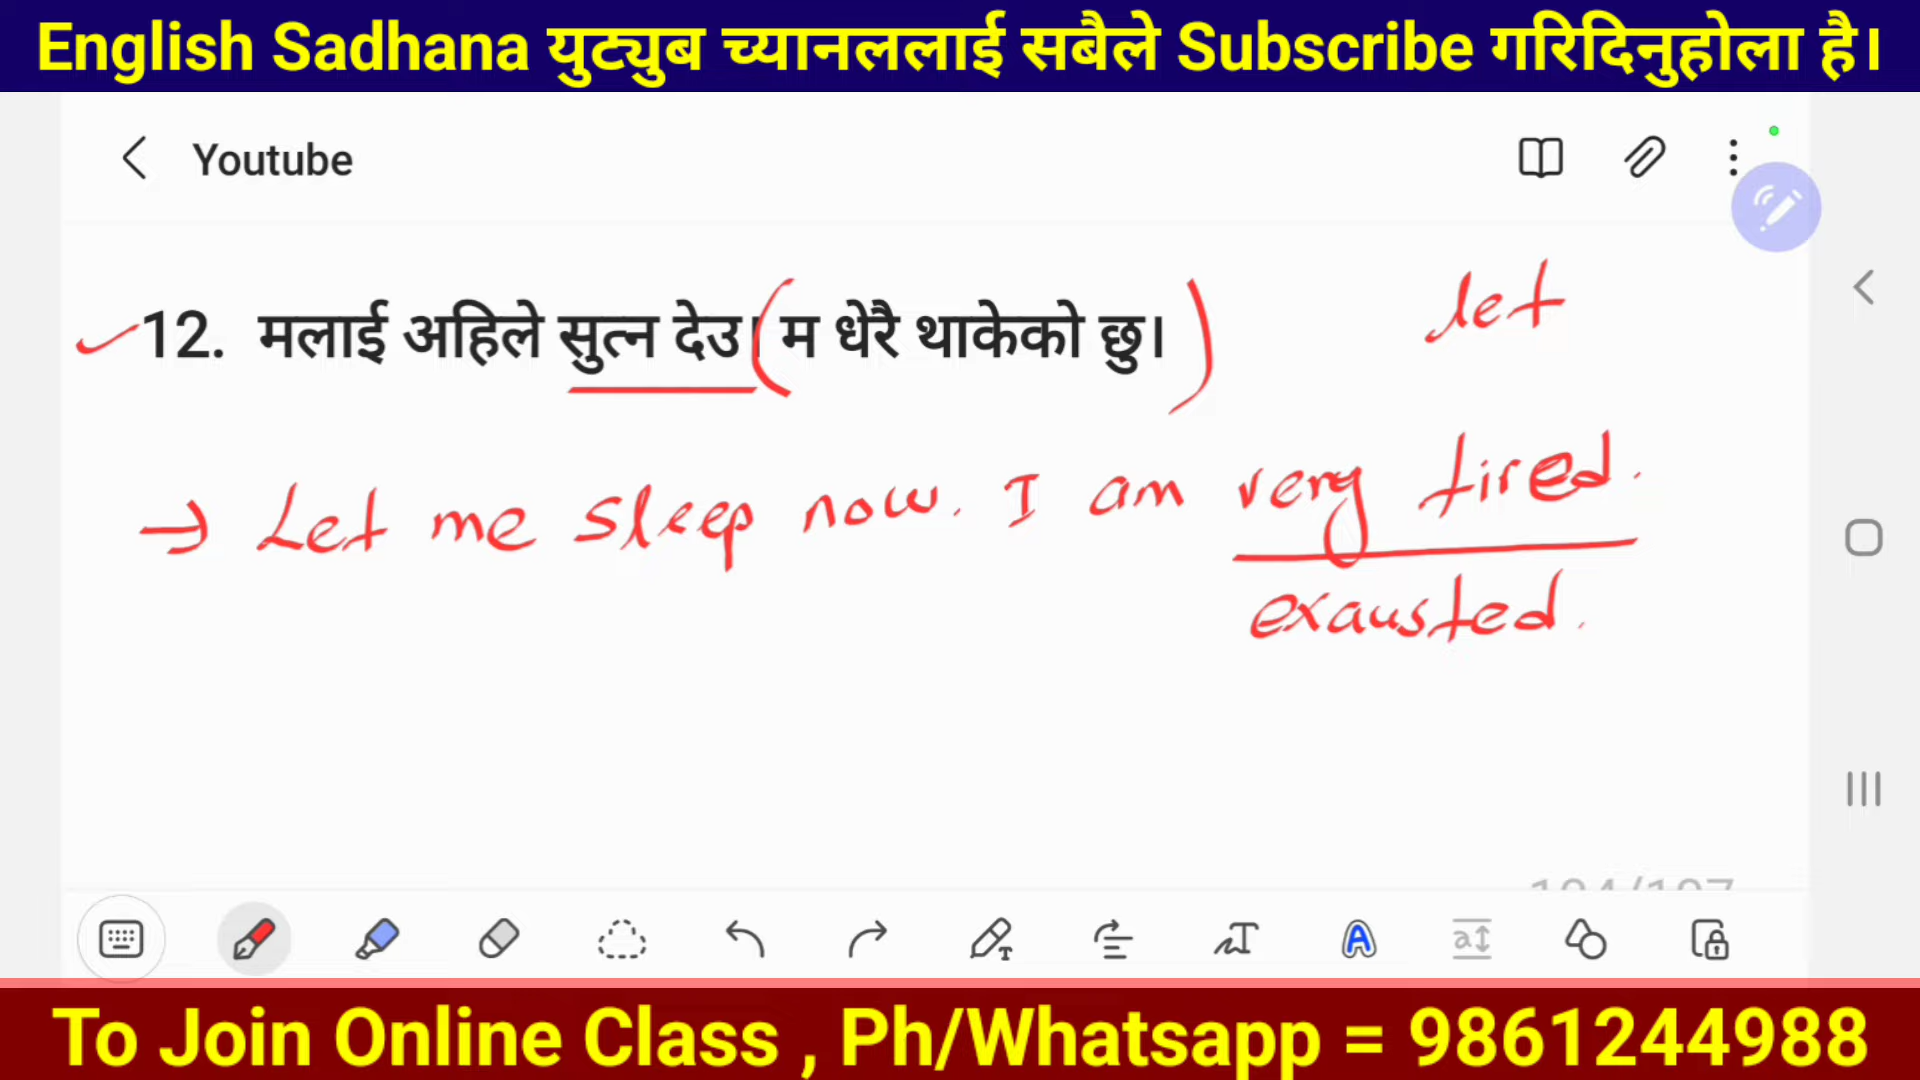 English Sadhana युट्युब च्यानललाई सबैले Subscribe गरिदिनुहोला है।
Youtube
let
12. मलाई अहिले सुत्न देउ। (म धेरै थाकेको छु।)
→ Let me sleep now. I am very tired.
exausted.
To Join Online Class , Ph/Whatsapp = 9861244988